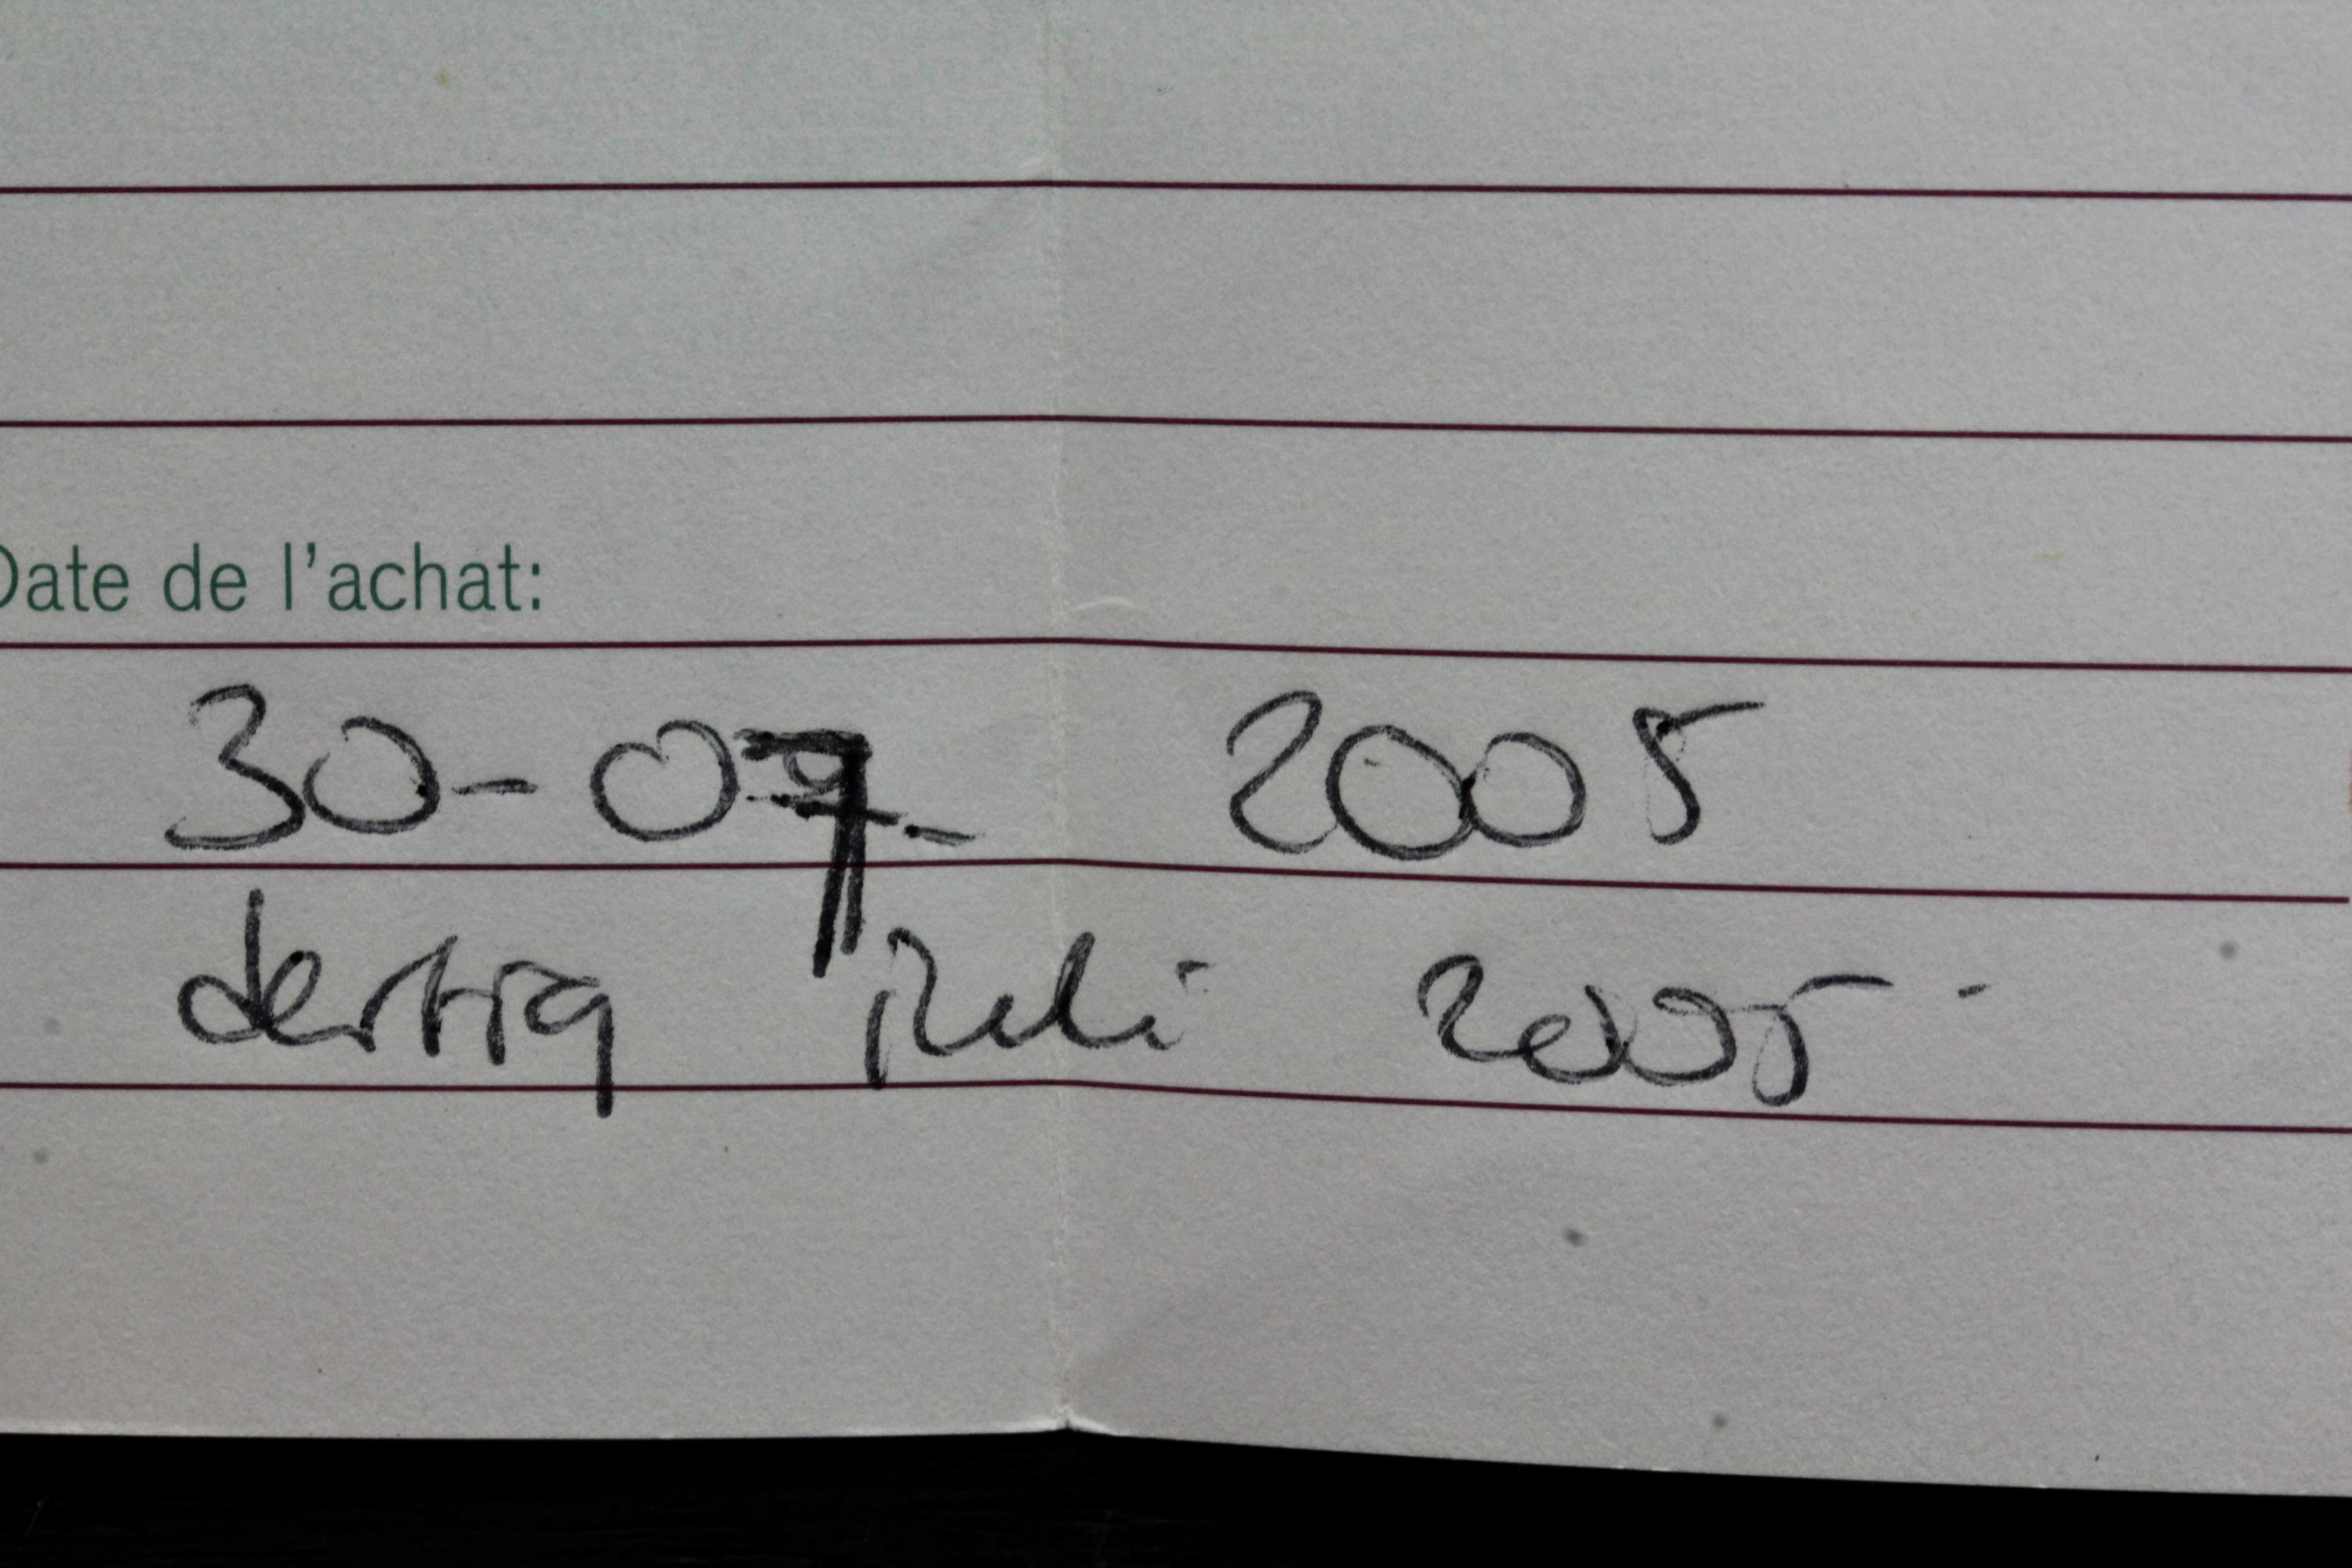 Date de l'achat:
30-07- 2005
dertig juli 2005-